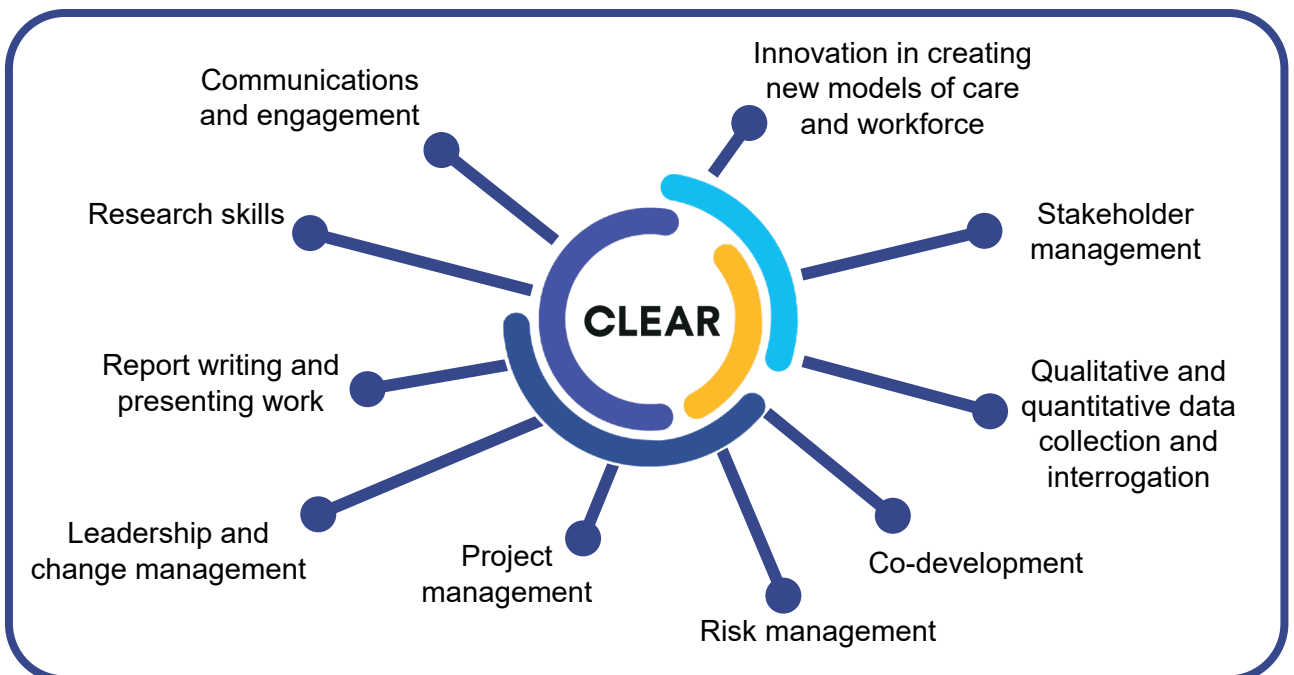 Communications
and engagement
Innovation in creating
new models of care
and workforce
Research skills
Stakeholder
management
CLEAR
Report writing and
presenting work
Qualitative and
quantitative data
collection and
interrogation
Leadership and
change management
Project
management
Co-development
Risk management